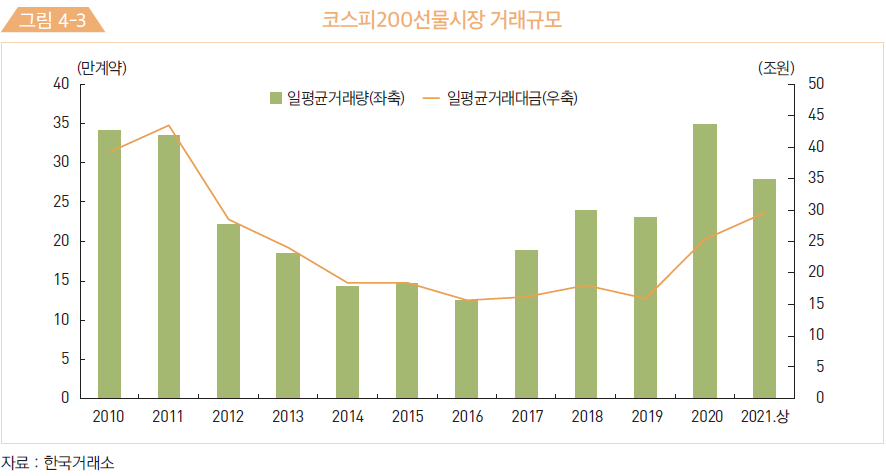 그림 4-3 코스피200선물시장 거래규모
(만계약) (조원)
일평균거래량(좌축) 일평균거래대금(우축)
40 50
35 45
30 40
25 35
20 30
15 25
10 20
5 15
0 10
5
0
2010 2011 2012 2013 2014 2015 2016 2017 2018 2019 2020 2021.상
자료 : 한국거래소